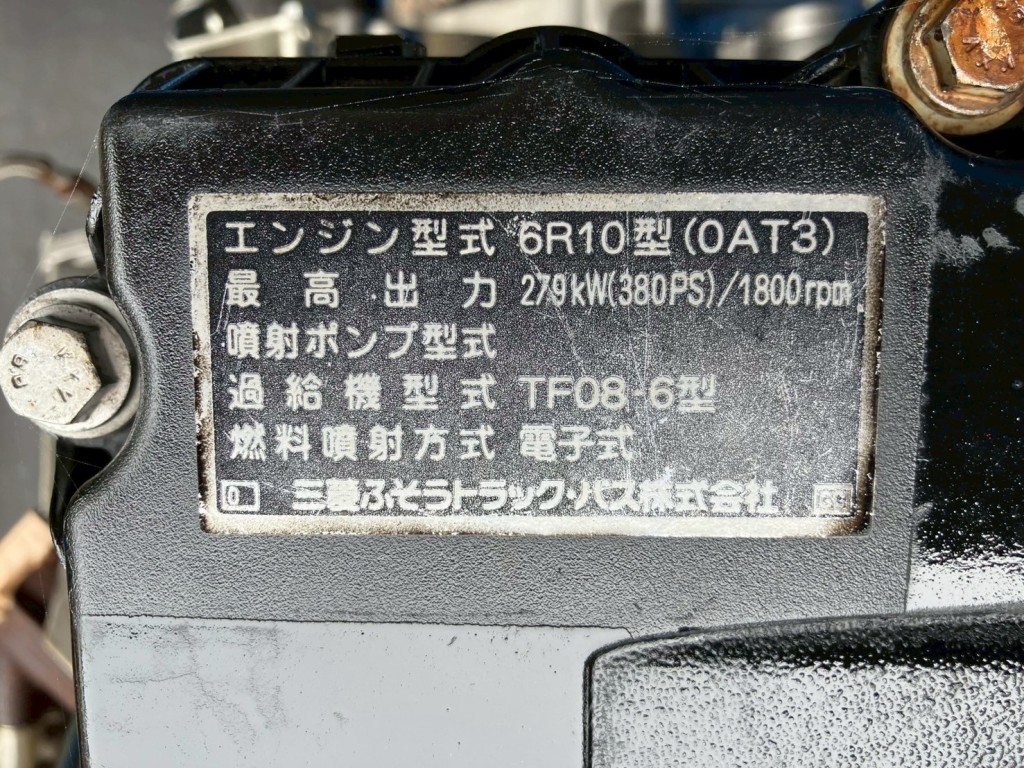 エンジン型式 6R10型(0AT3)
最高出力 279kW(380PS)/1800rpm
噴射ポンプ型式
過給機型式 TF08-6型
燃料噴射方式 電子式
三菱ふそうトラック・バス株式会社